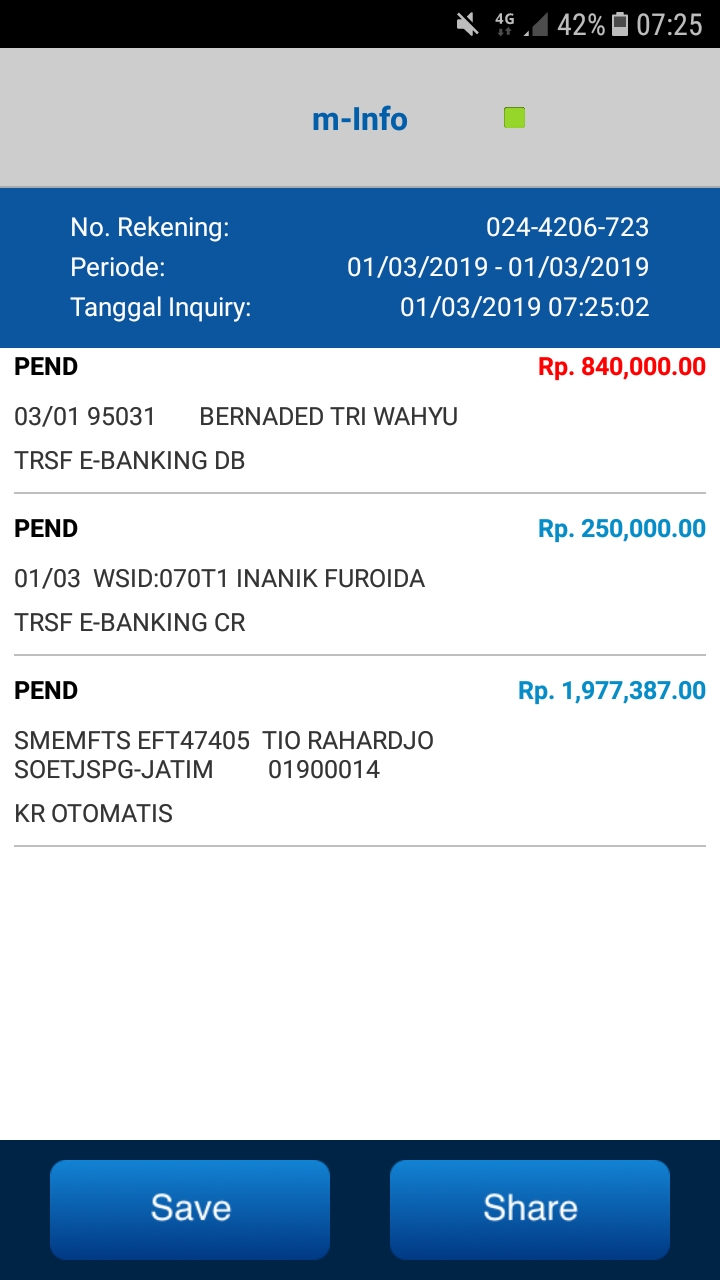 4G 42% 07:25
m-Info
No. Rekening: 024-4206-723
Periode: 01/03/2019 - 01/03/2019
Tanggal Inquiry: 01/03/2019 07:25:02
PEND Rp. 840,000.00
03/01 95031 BERNADED TRI WAHYU
TRSF E-BANKING DB
PEND Rp. 250,000.00
01/03 WSID:070T1 INANIK FUROIDA
TRSF E-BANKING CR
PEND Rp. 1,977,387.00
SMEMFTS EFT47405 TIO RAHARDJO
SOETJSPG-JATIM 01900014
KR OTOMATIS
Save Share